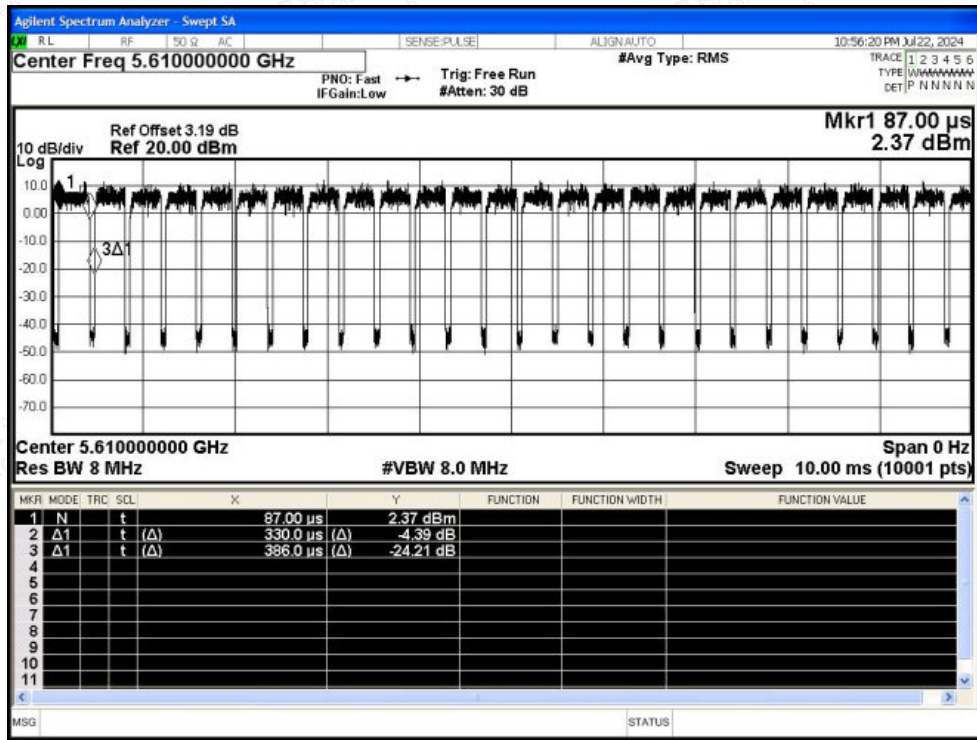 Agilent Spectrum Analyzer - Swept SA
LXI RL RF 50 Ω AC SENSE:PULSE ALIGNAUTO 10:56:20 PM Jul 22, 2024
Center Freq 5.610000000 GHz
PNO: Fast
IFGain:Low
Trig: Free Run
#Atten: 30 dB
#Avg Type: RMS
TRACE 1 2 3 4 5 6
TYPE
DET P N N N N N
Ref Offset 3.19 dB
10 dB/div Ref 20.00 dBm
Log
Mkr1 87.00 µs
2.37 dBm
10.0
0.00
-10.0
-20.0
-30.0
-40.0
-50.0
-60.0
-70.0
1
3Δ1
Center 5.610000000 GHz Span 0 Hz
Res BW 8 MHz #VBW 8.0 MHz Sweep 10.00 ms (10001 pts)
MKR MODE TRC SCL X Y FUNCTION FUNCTION WIDTH FUNCTION VALUE
1 N t 87.00 µs 2.37 dBm
2 Δ1 t (Δ) 330.0 µs (Δ) -4.39 dB
3 Δ1 t (Δ) 386.0 µs (Δ) -24.21 dB
4
5
6
7
8
9
10
11
MSG STATUS